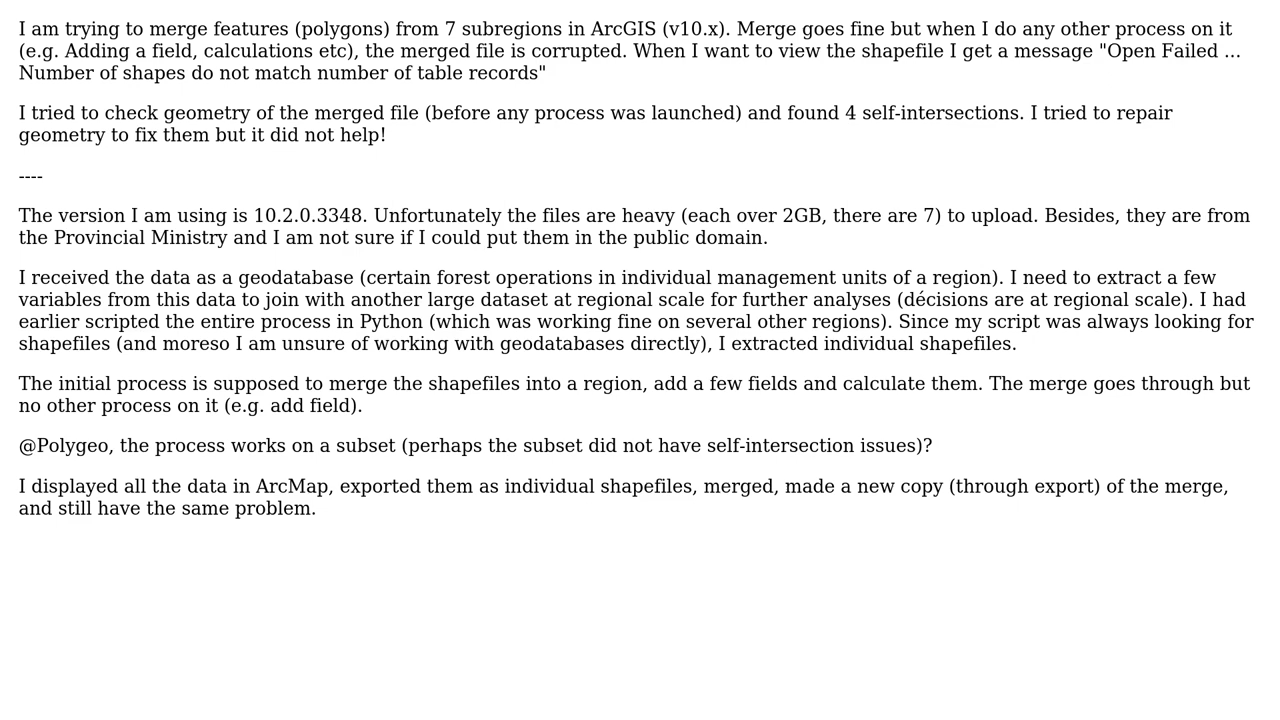 I am trying to merge features (polygons) from 7 subregions in ArcGIS (v10.x). Merge goes fine but when I do any other process on it
(e.g. Adding a field, calculations etc), the merged file is corrupted. When I want to view the shapefile I get a message "Open Failed ...
Number of shapes do not match number of table records"
I tried to check geometry of the merged file (before any process was launched) and found 4 self-intersections. I tried to repair
geometry to fix them but it did not help!
----
The version I am using is 10.2.0.3348. Unfortunately the files are heavy (each over 2GB, there are 7) to upload. Besides, they are from
the Provincial Ministry and I am not sure if I could put them in the public domain.
I received the data as a geodatabase (certain forest operations in individual management units of a region). I need to extract a few
variables from this data to join with another large dataset at regional scale for further analyses (décisions are at regional scale). I had
earlier scripted the entire process in Python (which was working fine on several other regions). Since my script was always looking for
shapefiles (and moreso I am unsure of working with geodatabases directly), I extracted individual shapefiles.
The initial process is supposed to merge the shapefiles into a region, add a few fields and calculate them. The merge goes through but
no other process on it (e.g. add field).
@Polygeo, the process works on a subset (perhaps the subset did not have self-intersection issues)?
I displayed all the data in ArcMap, exported them as individual shapefiles, merged, made a new copy (through export) of the merge,
and still have the same problem.